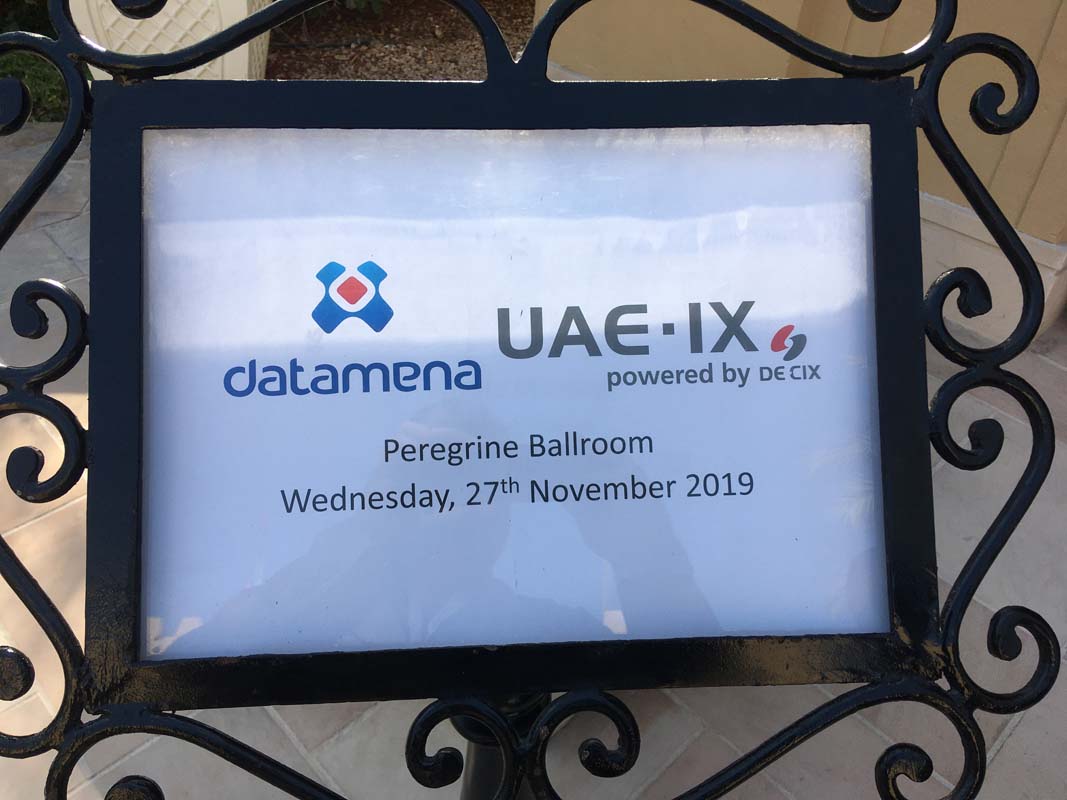 datamena
UAE·IX
powered by DE CIX
Peregrine Ballroom
Wednesday, 27th November 2019